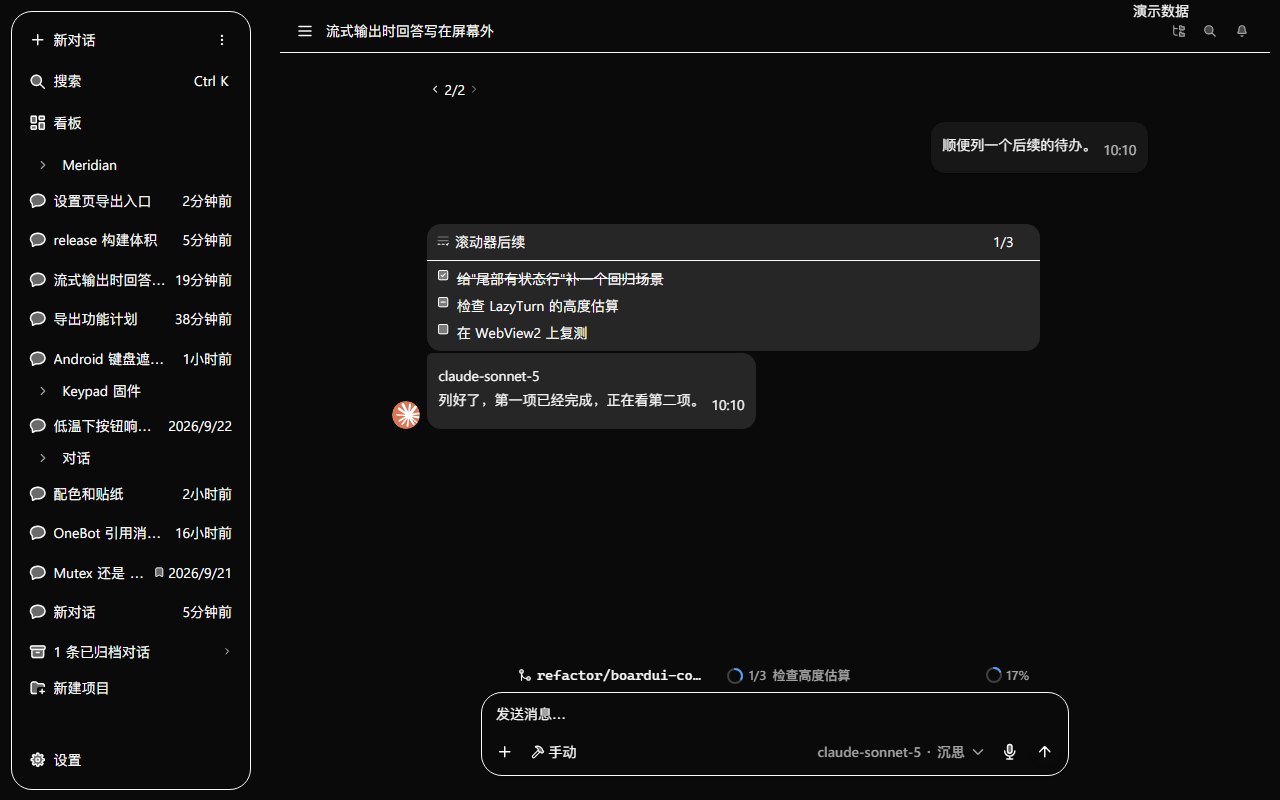 新对话
搜索 Ctrl K
看板
Meridian
设置页导出入口 2分钟前
release 构建体积 5分钟前
流式输出时回答… 19分钟前
导出功能计划 38分钟前
Android 键盘遮… 1小时前
Keypad 固件
低温下按钮响… 2026/9/22
对话
配色和贴纸 2小时前
OneBot 引用消… 16小时前
Mutex 还是 … 2026/9/21
新对话 5分钟前
1 条已归档对话
新建项目
设置
演示数据
流式输出时回答写在屏幕外
2/2
顺便列一个后续的待办。 10:10
滚动器后续 1/3
给"尾部有状态行"补一个回归场景
检查 LazyTurn 的高度估算
在 WebView2 上复测
claude-sonnet-5
列好了，第一项已经完成，正在看第二项。 10:10
refactor/boardui-co… 1/3 检查高度估算 17%
发送消息…
手动 claude-sonnet-5 · 沉思